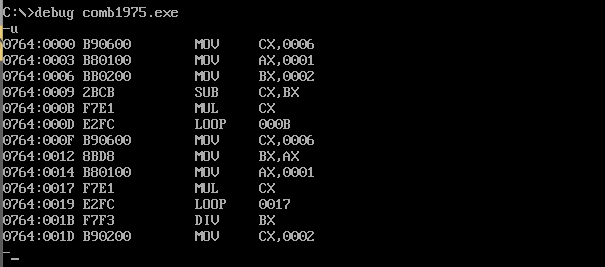 C:\>debug comb1975.exe
-u
0764:0000 B90600 MOV CX,0006
0764:0003 B80100 MOV AX,0001
0764:0006 BB0200 MOV BX,0002
0764:0009 2BCB SUB CX,BX
0764:000B F7E1 MUL CX
0764:000D E2FC LOOP 000B
0764:000F B90600 MOV CX,0006
0764:0012 8BD8 MOV BX,AX
0764:0014 B80100 MOV AX,0001
0764:0017 F7E1 MUL CX
0764:0019 E2FC LOOP 0017
0764:001B F7F3 DIV BX
0764:001D B90200 MOV CX,0002
-_